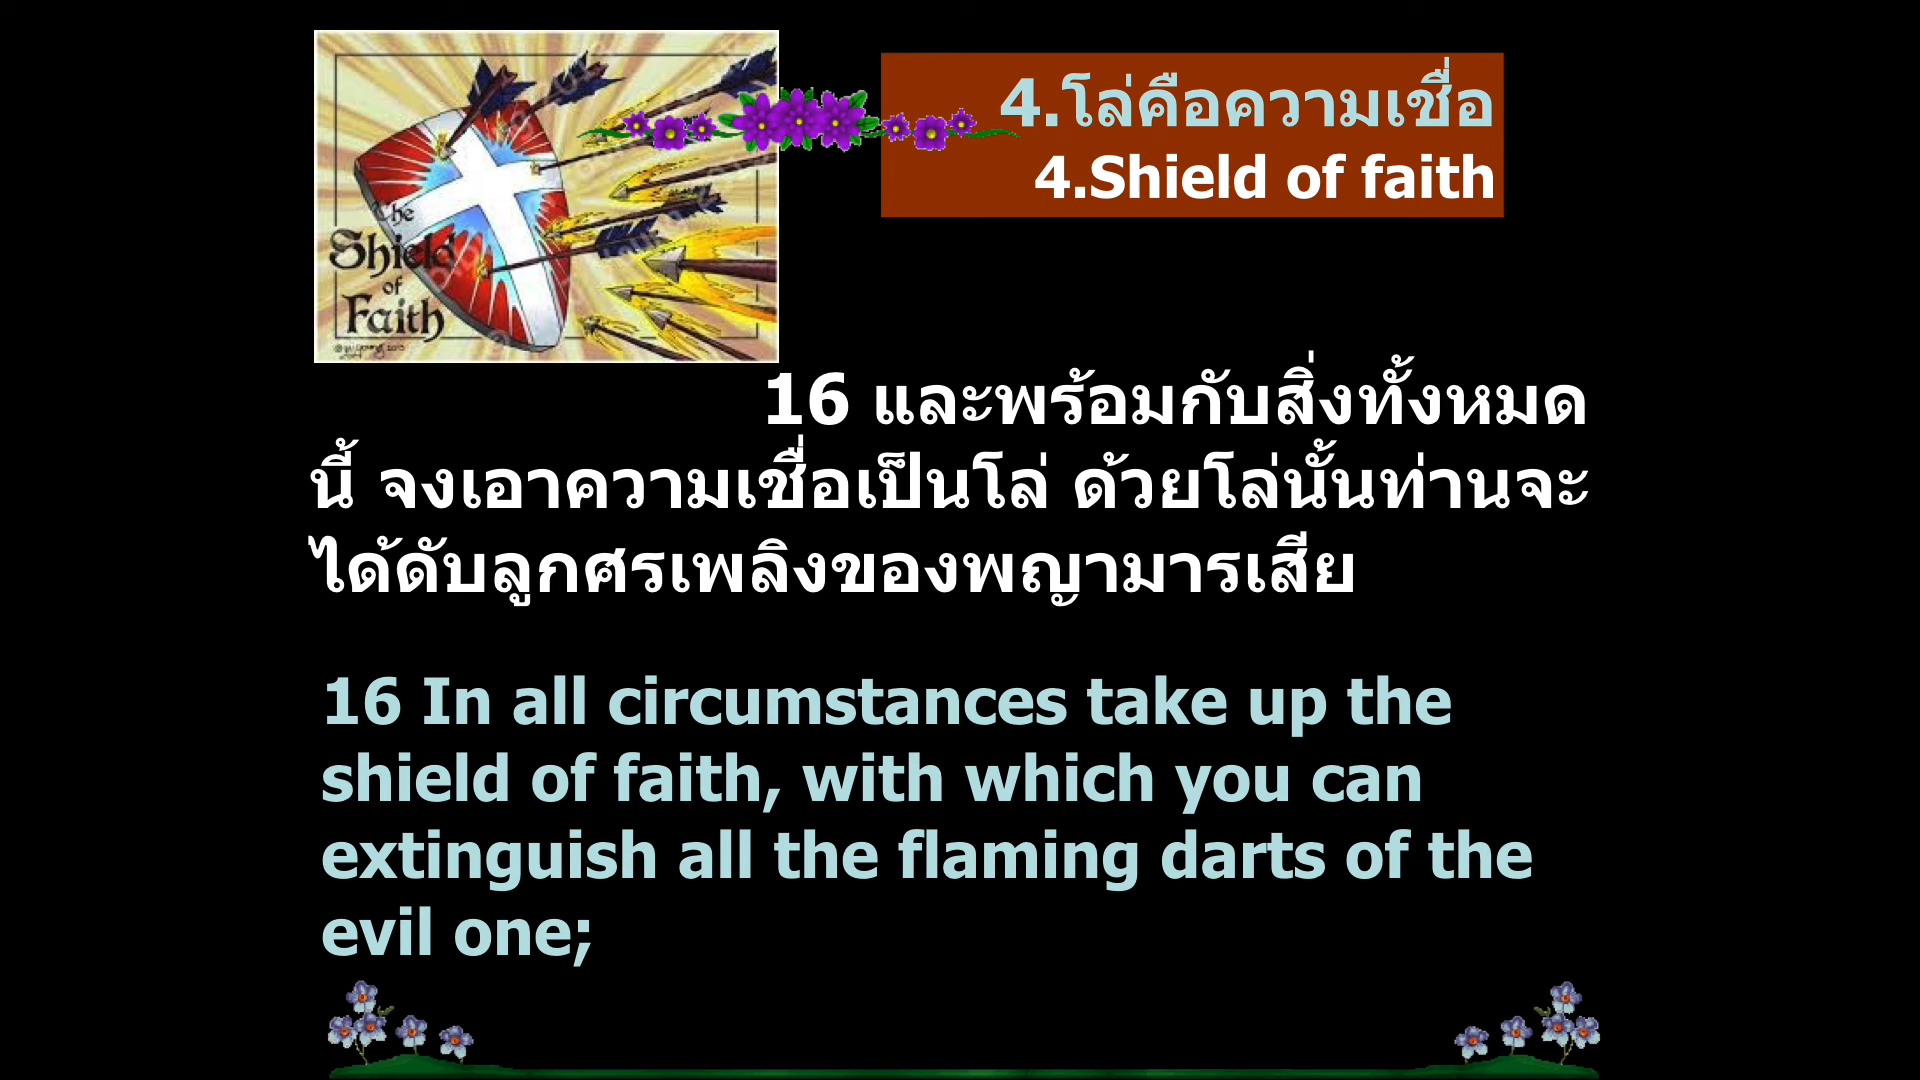 The
Shield
of
Faith
4.โล่คือความเชื่อ
4.Shield of faith
16 และพร้อมกับสิ่งทั้งหมด
นี้ จงเอาความเชื่อเป็นโล่ ด้วยโล่นั้นท่านจะ
ได้ดับลูกศรเพลิงของพญามารเสีย
16 In all circumstances take up the
shield of faith, with which you can
extinguish all the flaming darts of the
evil one;